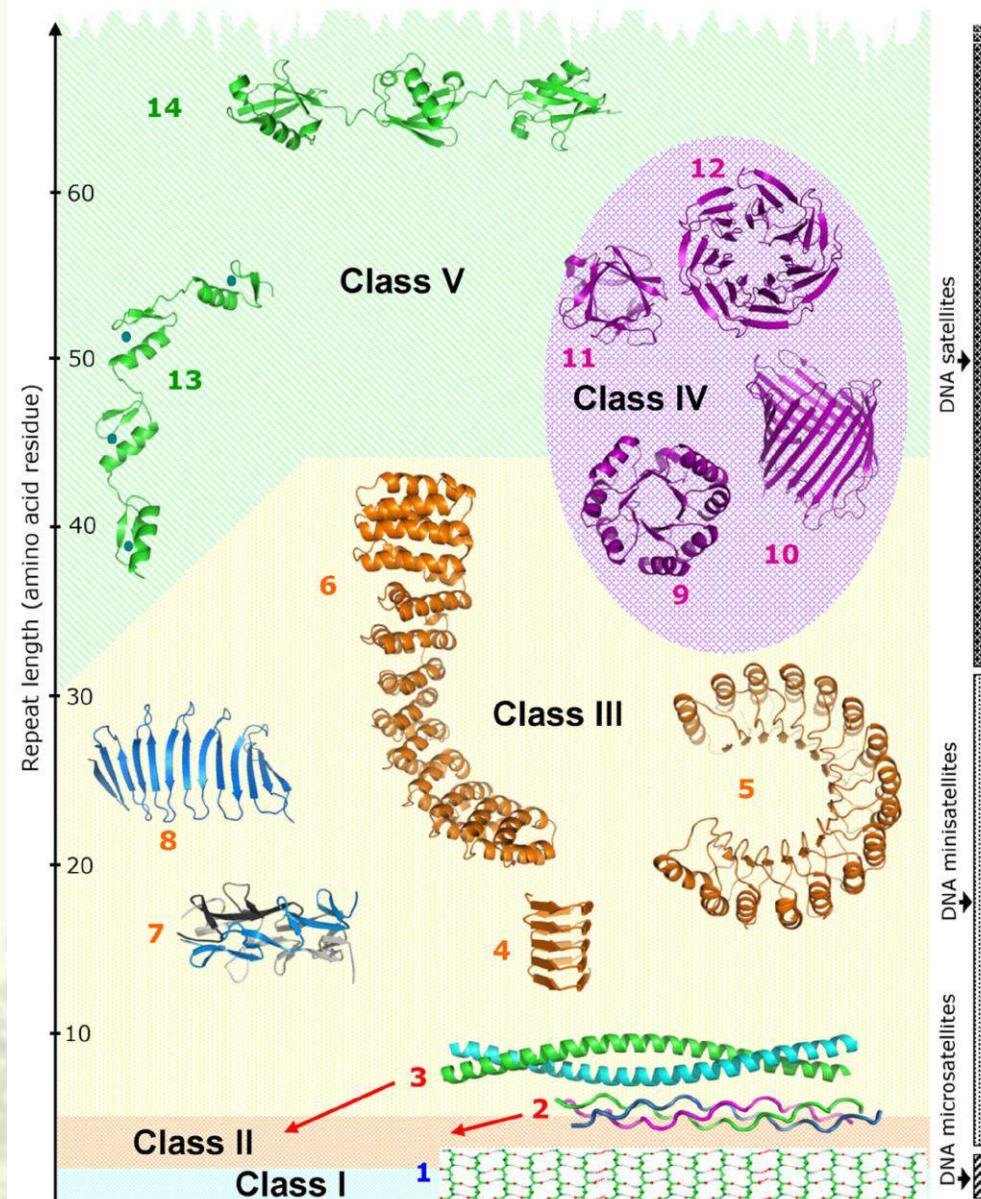 14
60
12
Class V
11
50
13
Class IV
DNA satellites
Repeat length (amino acid residue)
40
6
10
9
30
Class III
5
8
20
DNA minisatellites
7
4
10
DNA microsatellites
3
2
Class II
1
Class I